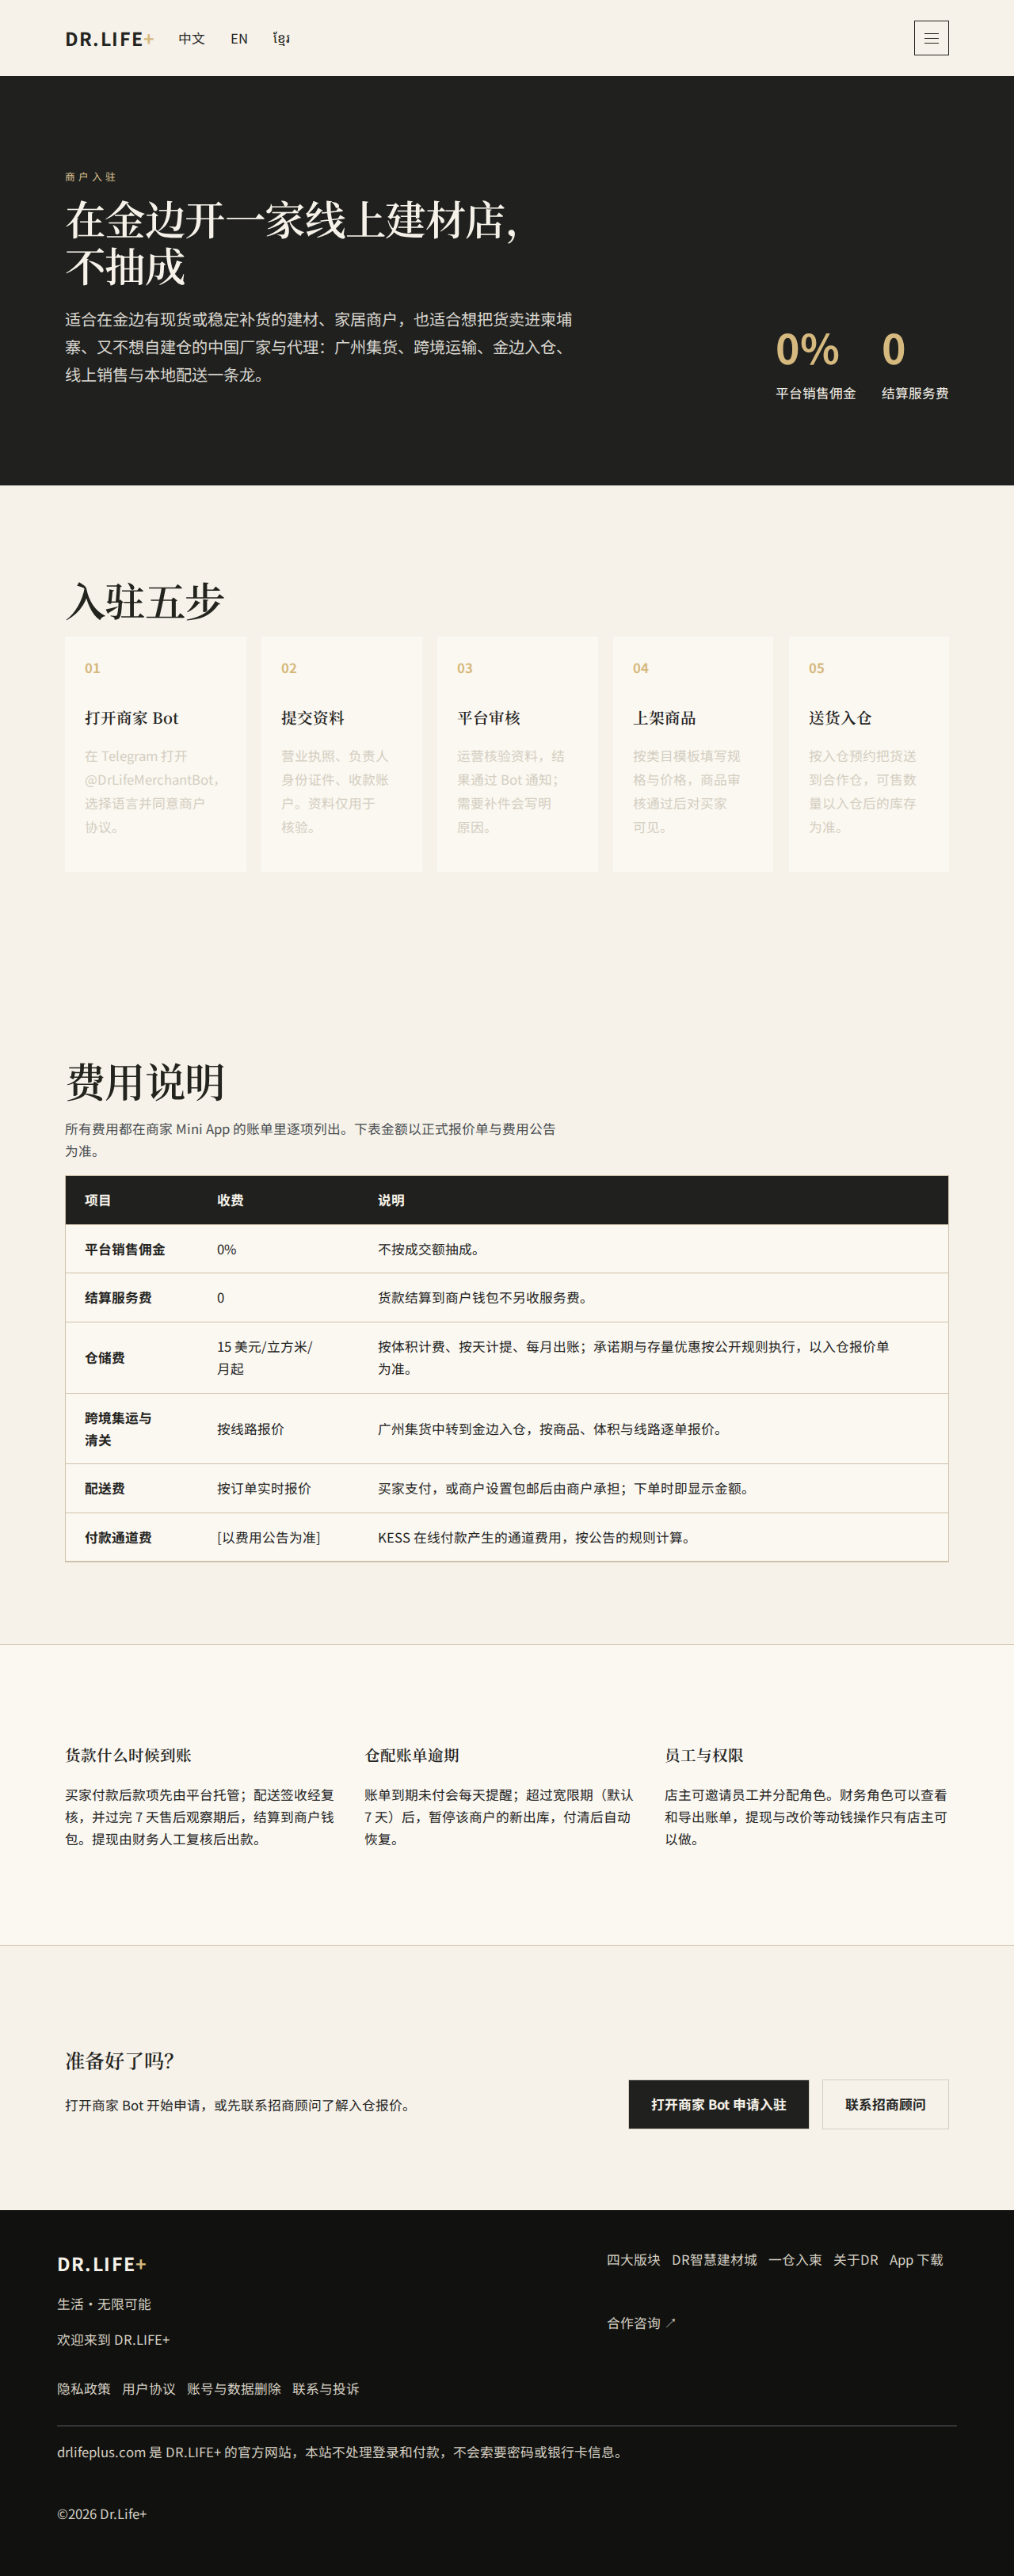 DR.LIFE+ 中文 EN ខ្មែរ
商户入驻
在金边开一家线上建材店，
不抽成
适合在金边有现货或稳定补货的建材、家居商户，也适合想把货卖进柬埔
寨、又不想自建仓的中国厂家与代理：广州集货、跨境运输、金边入仓、
线上销售与本地配送一条龙。
0%
平台销售佣金
0
结算服务费
入驻五步
01
打开商家 Bot
在 Telegram 打开
@DrLifeMerchantBot，
选择语言并同意商户
协议。
02
提交资料
营业执照、负责人
身份证件、收款账
户。资料仅用于
核验。
03
平台审核
运营核验资料，结
果通过 Bot 通知；
需要补件会写明
原因。
04
上架商品
按类目模板填写规
格与价格，商品审
核通过后对买家
可见。
05
送货入仓
按入仓预约把货送
到合作仓，可售数
量以入仓后的库存
为准。
费用说明
所有费用都在商家 Mini App 的账单里逐项列出。下表金额以正式报价单与费用公告
为准。
项目 收费 说明
平台销售佣金 0% 不按成交额抽成。
结算服务费 0 货款结算到商户钱包不另收服务费。
仓储费
15 美元/立方米/
月起
按体积计费、按天计提、每月出账；承诺期与存量优惠按公开规则执行，以入仓报价单
为准。
跨境集运与
清关
按线路报价
广州集货中转到金边入仓，按商品、体积与线路逐单报价。
配送费 按订单实时报价 买家支付，或商户设置包邮后由商户承担；下单时即显示金额。
付款通道费 [以费用公告为准] KESS 在线付款产生的通道费用，按公告的规则计算。
货款什么时候到账
买家付款后款项先由平台托管；配送签收经复
核，并过完 7 天售后观察期后，结算到商户钱
包。提现由财务人工复核后出款。
仓配账单逾期
账单到期未付会每天提醒；超过宽限期（默认
7 天）后，暂停该商户的新出库，付清后自动
恢复。
员工与权限
店主可邀请员工并分配角色。财务角色可以查看
和导出账单，提现与改价等动钱操作只有店主可
以做。
准备好了吗？
打开商家 Bot 开始申请，或先联系招商顾问了解入仓报价。
打开商家 Bot 申请入驻
联系招商顾问
DR.LIFE+
生活・无限可能
欢迎来到 DR.LIFE+
四大版块 DR智慧建材城 一仓入柬 关于DR App 下载
合作咨询 ↗
隐私政策 用户协议 账号与数据删除 联系与投诉
drlifeplus.com 是 DR.LIFE+ 的官方网站，本站不处理登录和付款，不会索要密码或银行卡信息。
©2026 Dr.Life+